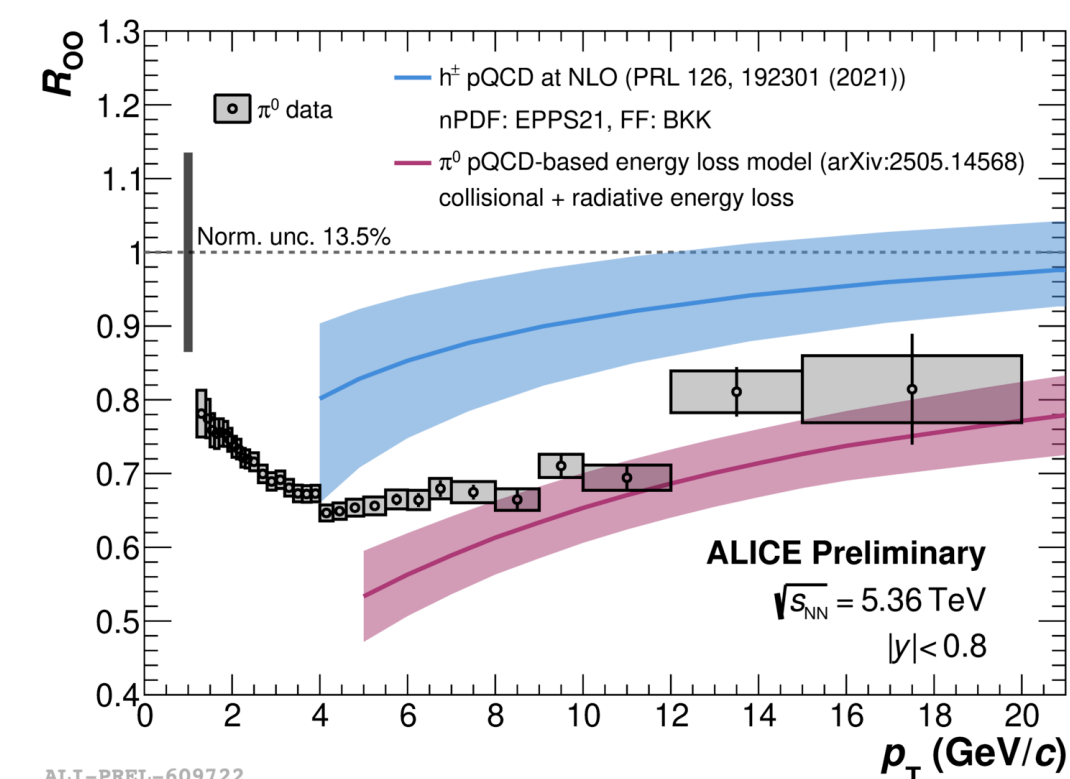 R_OO
1.3
1.2
1.1
1
0.9
0.8
0.7
0.6
0.5
0.4
π⁰ data
h± pQCD at NLO (PRL 126, 192301 (2021))
nPDF: EPPS21, FF: BKK
π⁰ pQCD-based energy loss model (arXiv:2505.14568)
collisional + radiative energy loss
Norm. unc. 13.5%
ALICE Preliminary
√s_NN = 5.36 TeV
|y|< 0.8
0 2 4 6 8 10 12 14 16 18 20
p_T (GeV/c)
ALI-PREL-609722